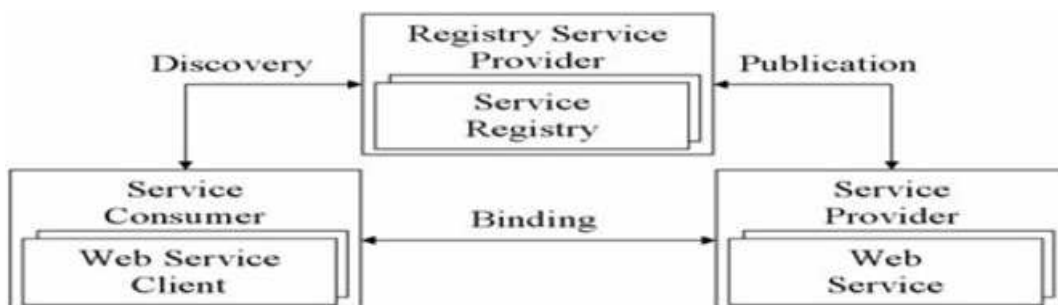 Registry Service
Provider
Discovery
Publication
Service
Registry
Service
Consumer
Binding
Service
Provider
Web Service
Client
Web
Service